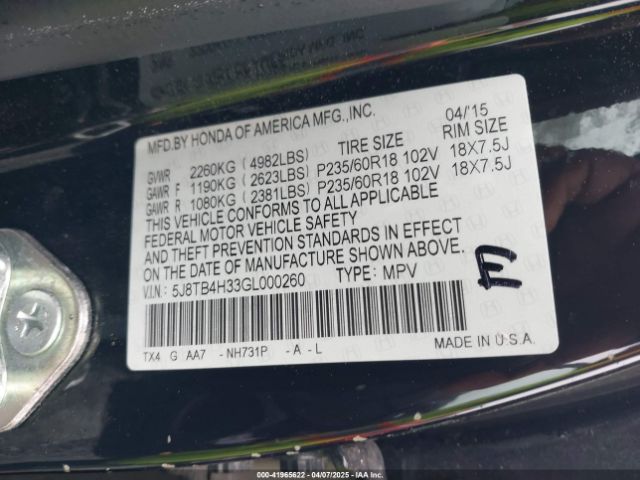 MFD.BY HONDA OF AMERICA MFG.,INC. 04/'15
TIRE SIZE RIM SIZE
GVWR 2260KG ( 4982LBS)
GAWR F 1190KG ( 2623LBS) P235/60R18 102V 18X7.5J
GAWR R 1080KG ( 2381LBS) P235/60R18 102V 18X7.5J
THIS VEHICLE CONFORMS TO ALL APPLICABLE
FEDERAL MOTOR VEHICLE SAFETY
AND THEFT PREVENTION STANDARDS IN EFFECT
ON THE DATE OF MANUFACTURE SHOWN ABOVE.
V.I.N.: 5J8TB4H33GL000260 TYPE: MPV
E
TX4 G AA7 - NH731P - A - L MADE IN U.S.A.
000-41965622 - 04/07/2025 - IAAI.COM